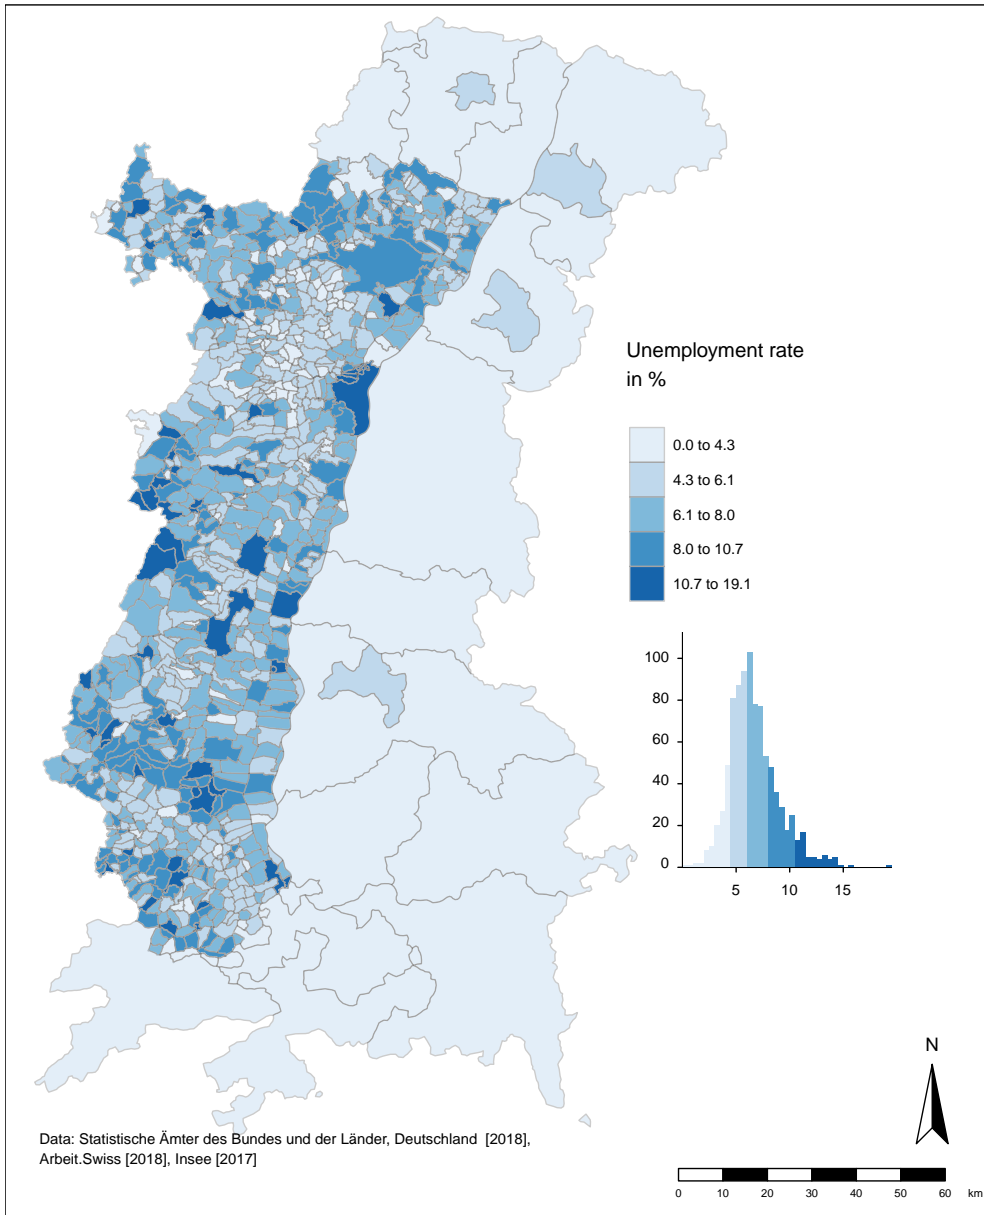 Unemployment rate
in %
0.0 to 4.3
4.3 to 6.1
6.1 to 8.0
8.0 to 10.7
10.7 to 19.1
100
80
60
40
20
0
5 10 15
N
Data: Statistische Ämter des Bundes und der Länder, Deutschland [2018],
Arbeit.Swiss [2018], Insee [2017]
0 10 20 30 40 50 60 km